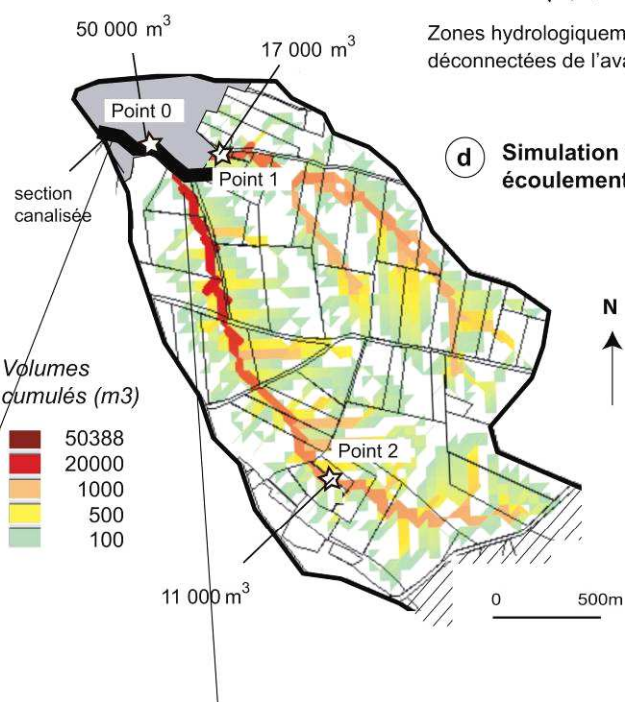 50 000 m³
17 000 m³
Zones hydrologiquem
déconnectées de l'ava
Point 0
d
Simulation
écoulement
Point 1
section
canalisée
N
Volumes
cumulés (m3)
50388
20000
1000
500
100
Point 2
11 000 m³
0 500m